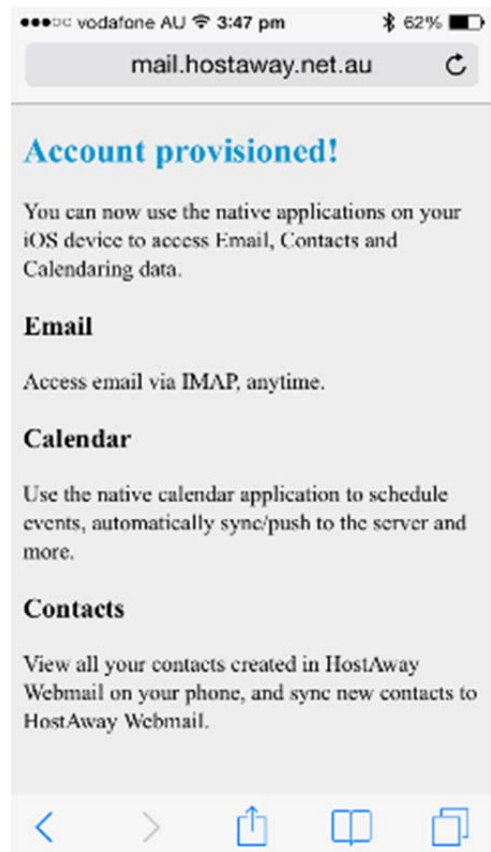 vodafone AU 3:47 pm 62%
mail.hostaway.net.au
Account provisioned!
You can now use the native applications on your
iOS device to access Email, Contacts and
Calendaring data.
Email
Access email via IMAP, anytime.
Calendar
Use the native calendar application to schedule
events, automatically sync/push to the server and
more.
Contacts
View all your contacts created in HostAway
Webmail on your phone, and sync new contacts to
HostAway Webmail.